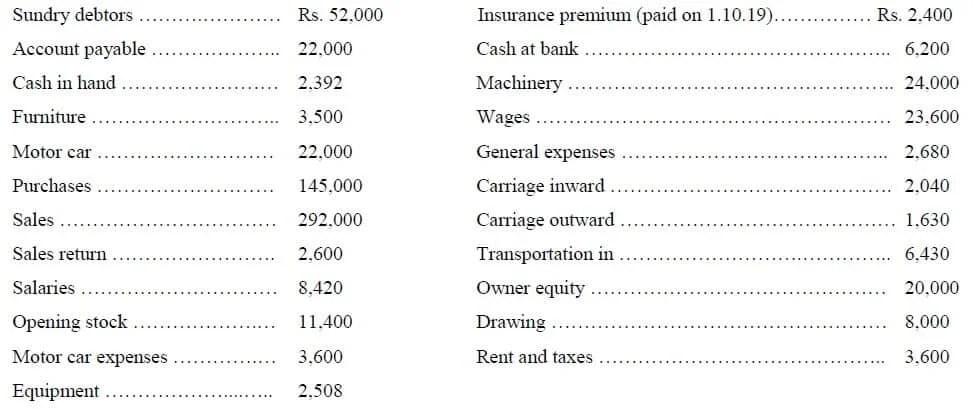 Sundry debtors ........................ Rs. 52,000
Account payable ..................... 22,000
Cash in hand .......................... 2,392
Furniture ............................... 3,500
Motor car ............................. 22,000
Purchases ............................. 145,000
Sales .................................... 292,000
Sales return ........................... 2,600
Salaries ................................ 8,420
Opening stock ....................... 11,400
Motor car expenses ................. 3,600
Equipment ............................ 2,508
Insurance premium (paid on 1.10.19)................ Rs. 2,400
Cash at bank .................................................. 6,200
Machinery ..................................................... 24,000
Wages ........................................................... 23,600
General expenses ............................................ 2,680
Carriage inward .............................................. 2,040
Carriage outward ............................................. 1,630
Transportation in ............................................. 6,430
Owner equity ................................................. 20,000
Drawing ........................................................ 8,000
Rent and taxes ................................................ 3,600